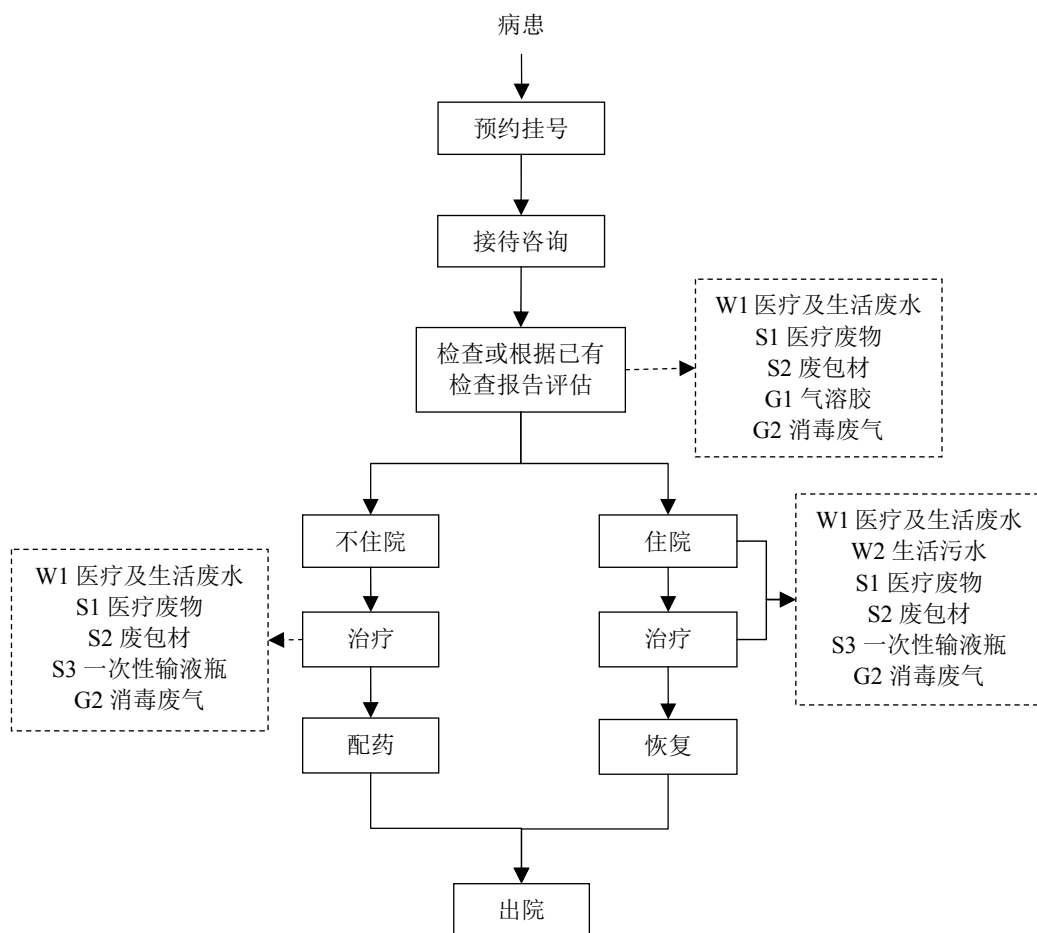 病患
预约挂号
接待咨询
检查或根据已有
检查报告评估
W1 医疗及生活废水
S1 医疗废物
S2 废包材
G1 气溶胶
G2 消毒废气
不住院
住院
W1 医疗及生活废水
S1 医疗废物
S2 废包材
S3 一次性输液瓶
G2 消毒废气
治疗
治疗
W1 医疗及生活废水
W2 生活污水
S1 医疗废物
S2 废包材
S3 一次性输液瓶
G2 消毒废气
配药
恢复
出院